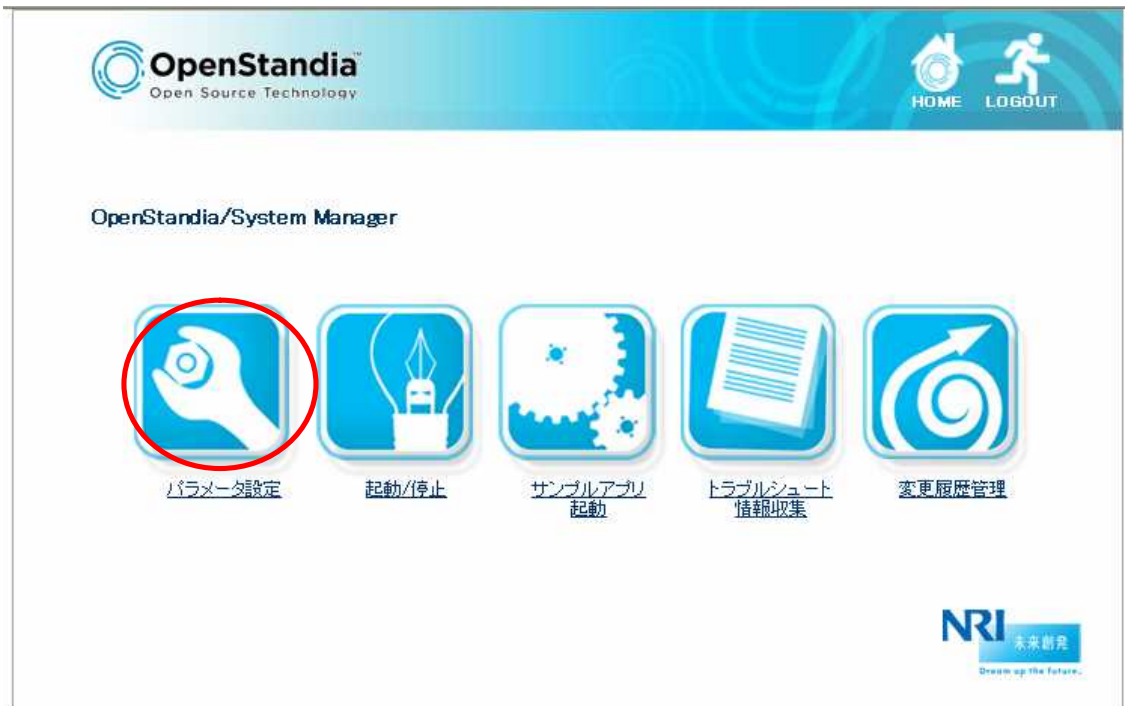 OpenStandia™
Open Source Technology
HOME LOGOUT
OpenStandia/System Manager
パラメータ設定 起動/停止 サンプルアプリ トラブルシュート 変更履歴管理
起動 情報収集
NRI 未来創発
Dream up the future.